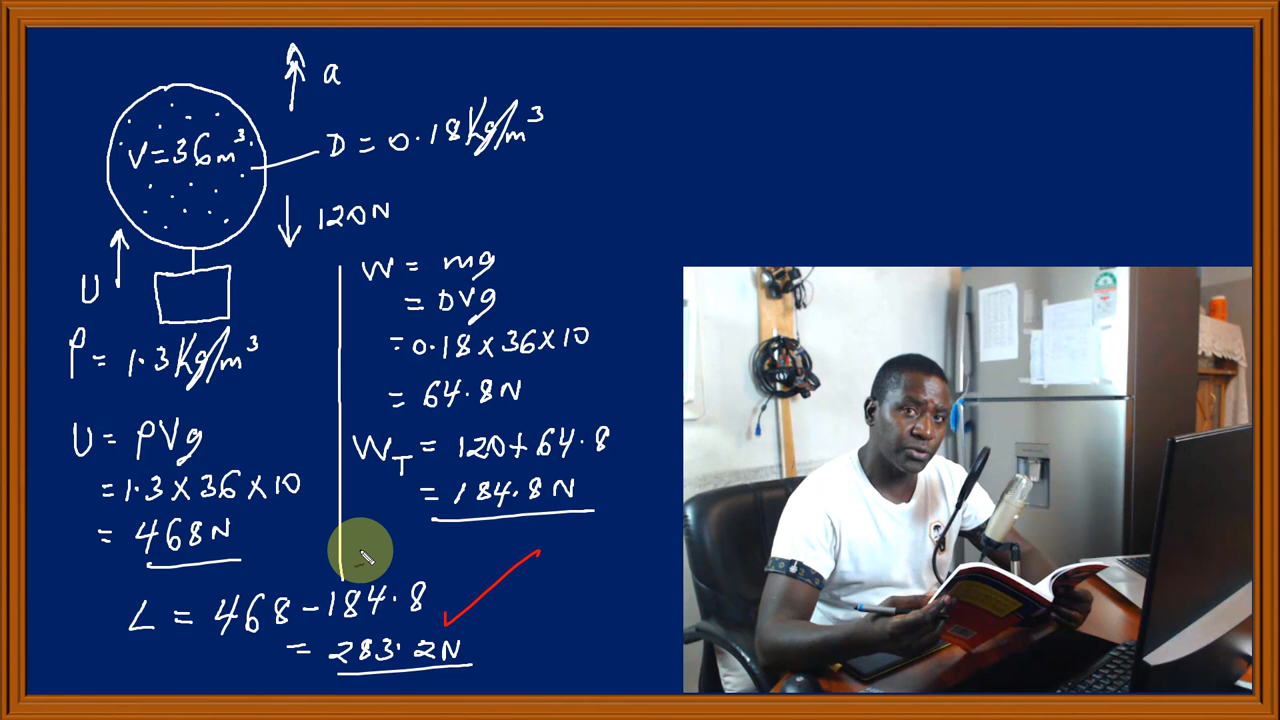 a
V=36m³
D = 0.18Kg/m³
120N
U
ρ = 1.3Kg/m³
U = ρVg
= 1.3 x 36 x 10
= 468N
W = mg
= DVg
= 0.18 x 36 x 10
= 64.8N
W_T = 120 + 64.8
= 184.8N
L = 468 - 184.8
= 283.2N